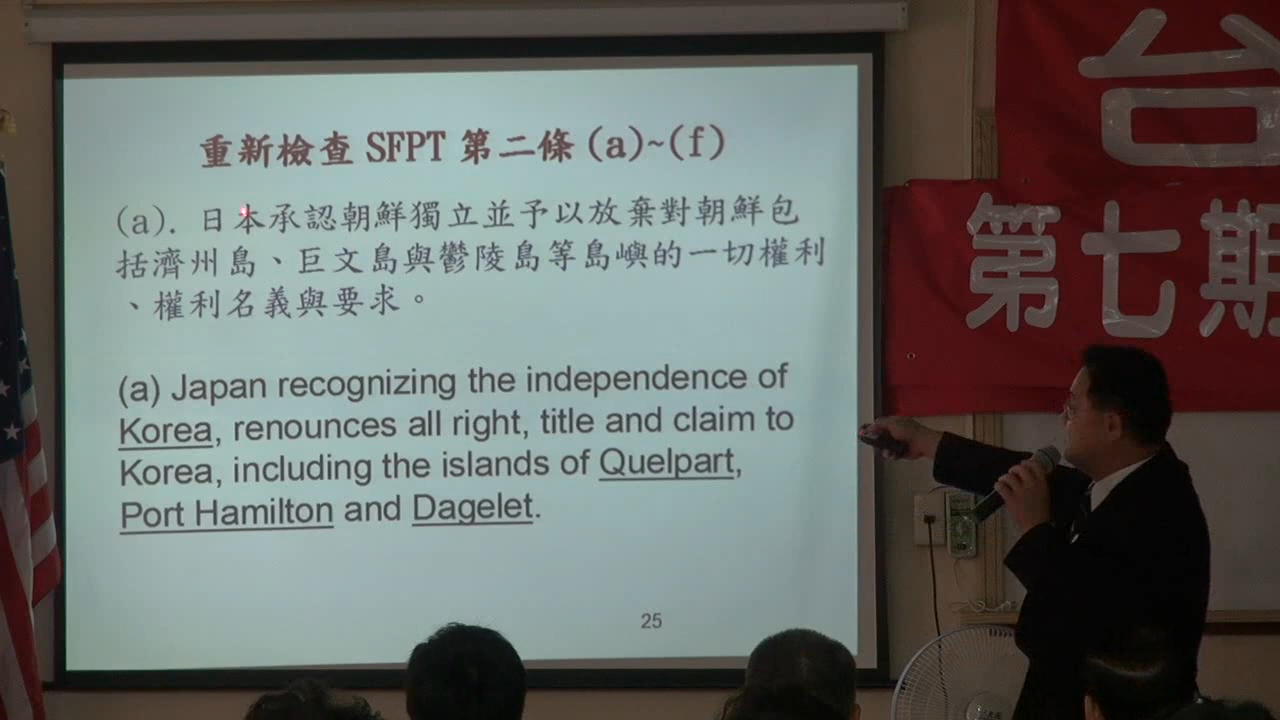 重新檢查 SFPT 第二條 (a)~(f)
(a). 日本承認朝鮮獨立並予以放棄對朝鮮包
括濟州島、巨文島與鬱陵島等島嶼的一切權利
、權利名義與要求。
(a) Japan recognizing the independence of
Korea, renounces all right, title and claim to
Korea, including the islands of Quelpart,
Port Hamilton and Dagelet.
25
台
第七期